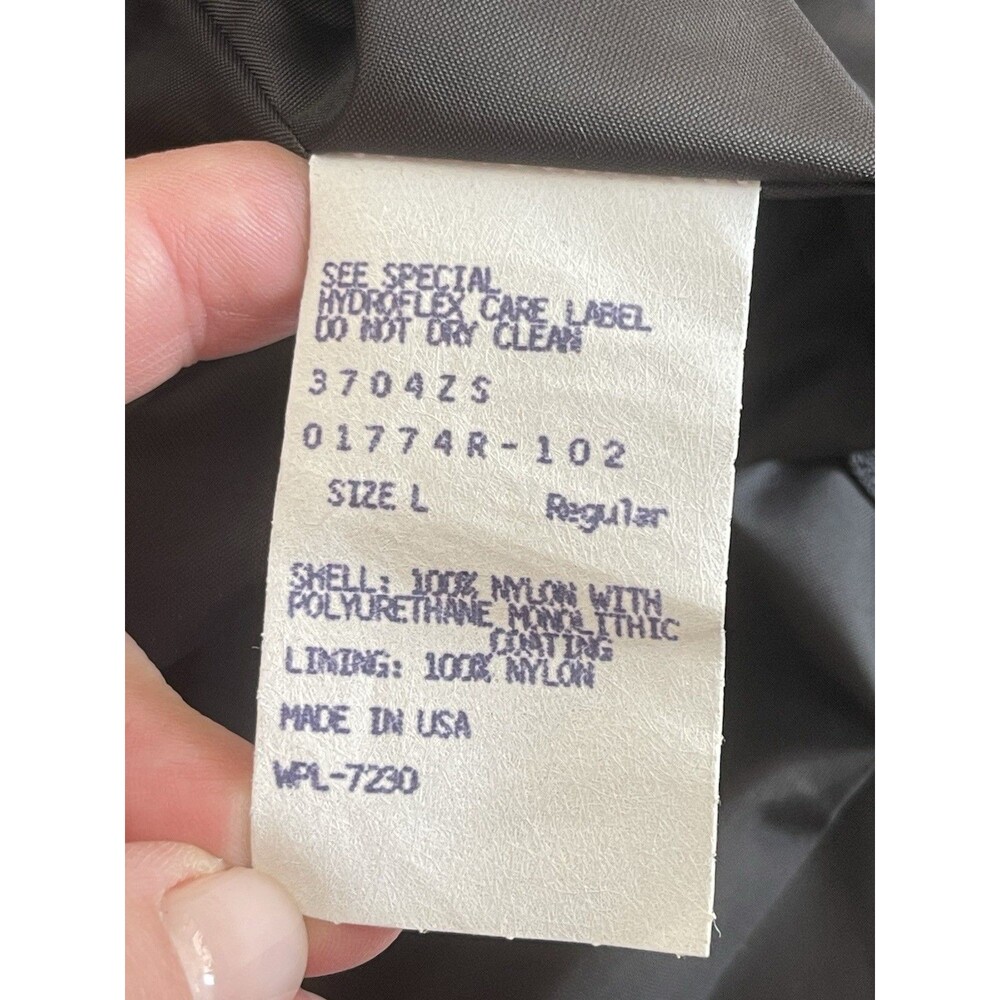 SEE SPECIAL
HYDROFLEX CARE LABEL
DO NOT DRY CLEAN
3704ZS
01774R-102
SIZE L Regular
SHELL: 100% NYLON WITH
POLYURETHANE MONOLITHIC
COATING
LINING: 100% NYLON
MADE IN USA
WPL-7230